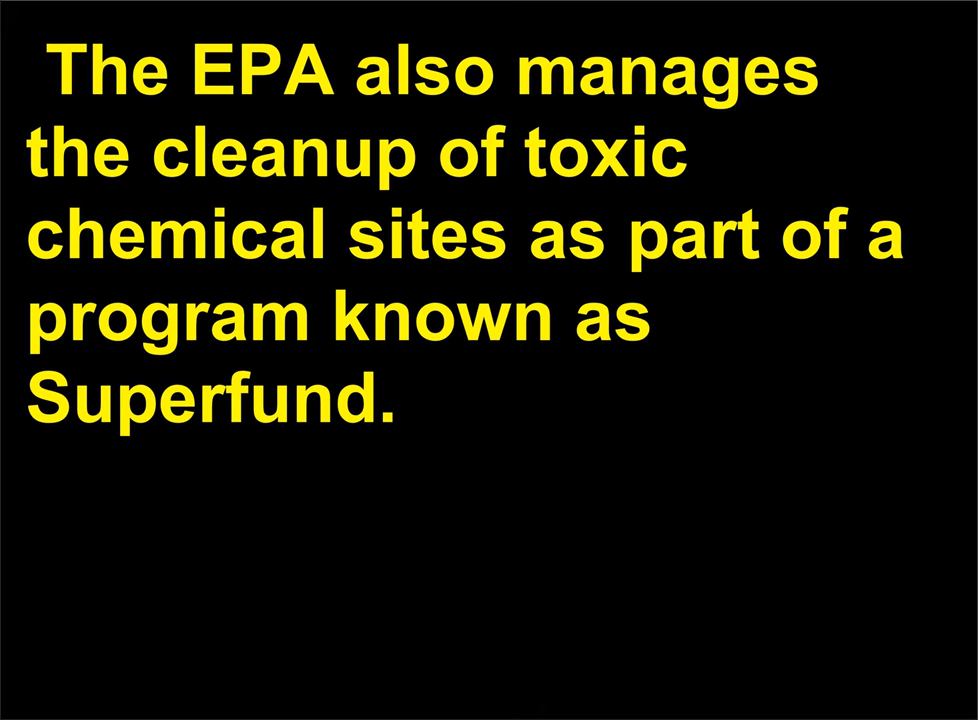 The EPA also manages
the cleanup of toxic
chemical sites as part of a
program known as
Superfund.